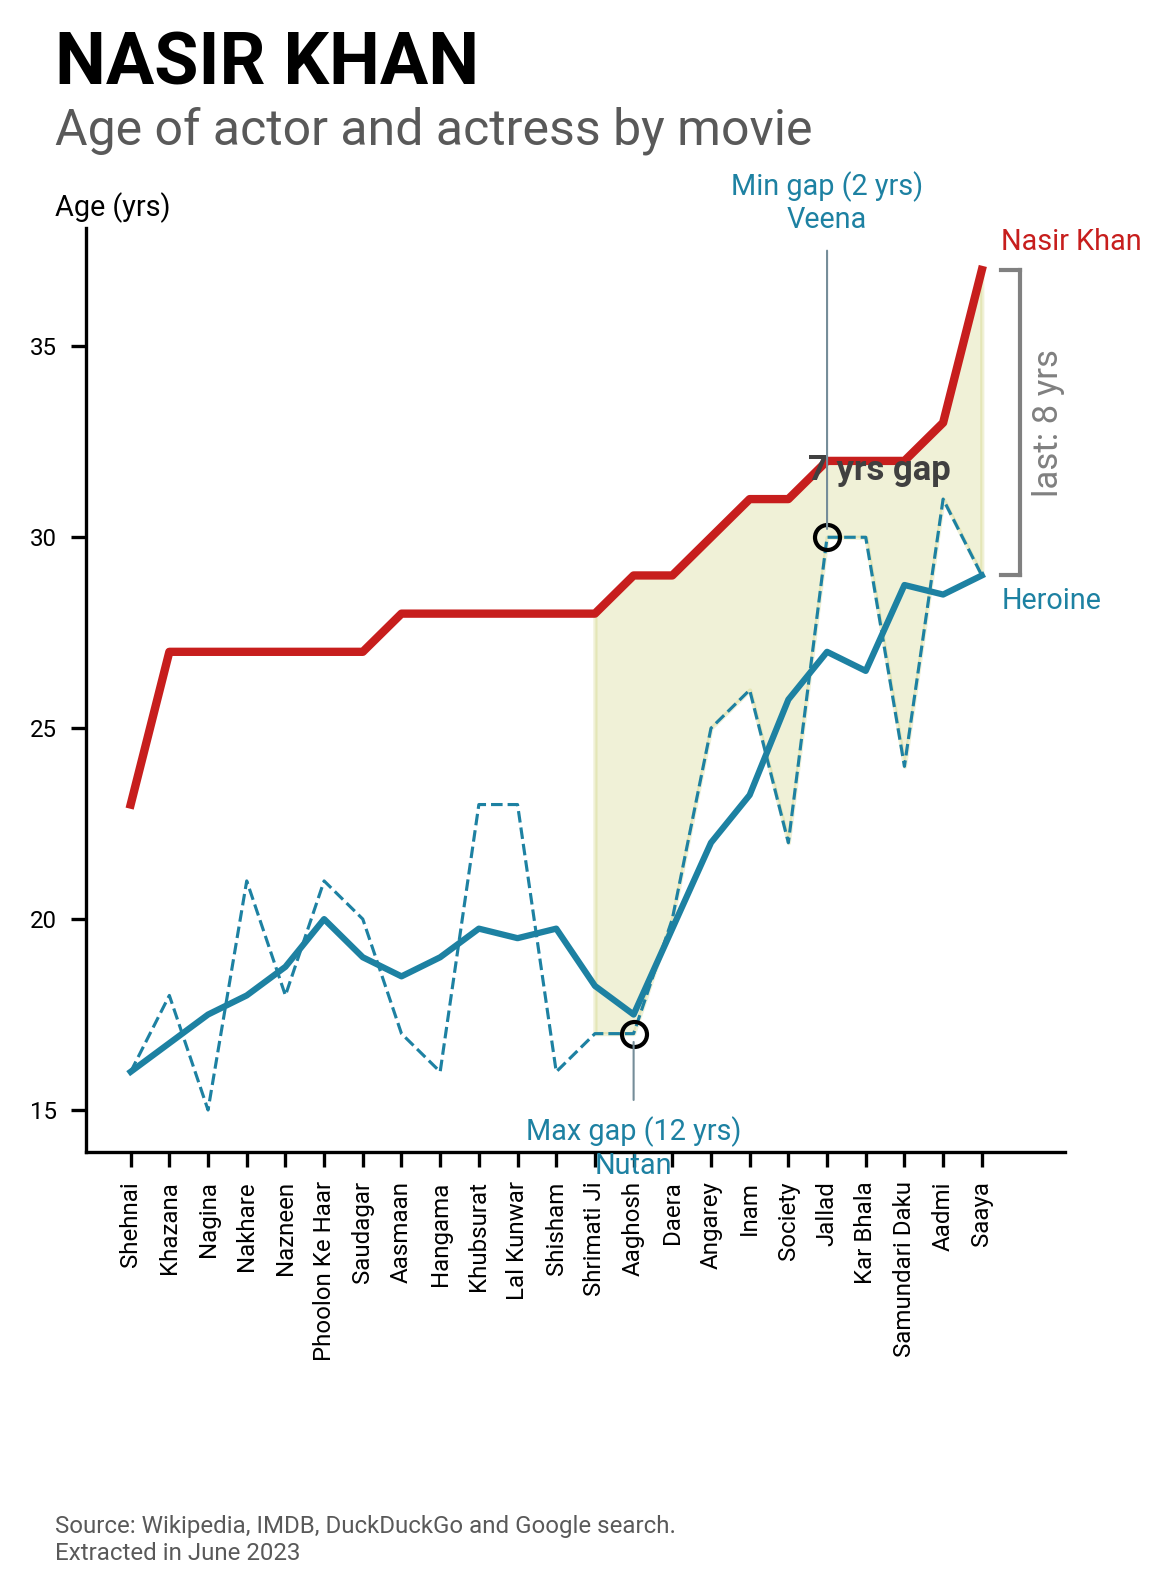 NASIR KHAN
Age of actor and actress by movie
Min gap (2 yrs)
Veena
Age (yrs)
Nasir Khan
35
last: 8 yrs
7 yrs gap
30
Heroine
25
20
15
Max gap (12 yrs)
Nutan
Shehnai
Khazana
Nagina
Nakhare
Nazneen
Phoolon Ke Haar
Saudagar
Aasmaan
Hangama
Khubsurat
Lal Kunwar
Shisham
Shrimati Ji
Aaghosh
Daera
Angarey
Inam
Society
Jallad
Kar Bhala
Samundari Daku
Aadmi
Saaya
Source: Wikipedia, IMDB, DuckDuckGo and Google search.
Extracted in June 2023